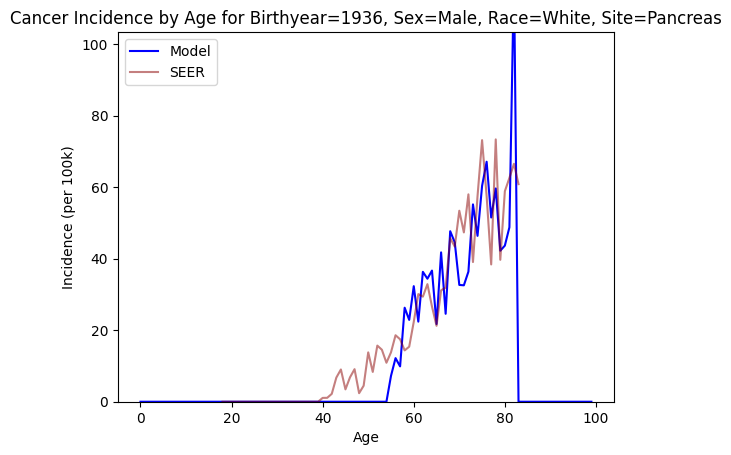 Cancer Incidence by Age for Birthyear=1936, Sex=Male, Race=White, Site=Pancreas
Model
SEER
Incidence (per 100k)
100
80
60
40
20
0
0 20 40 60 80 100
Age